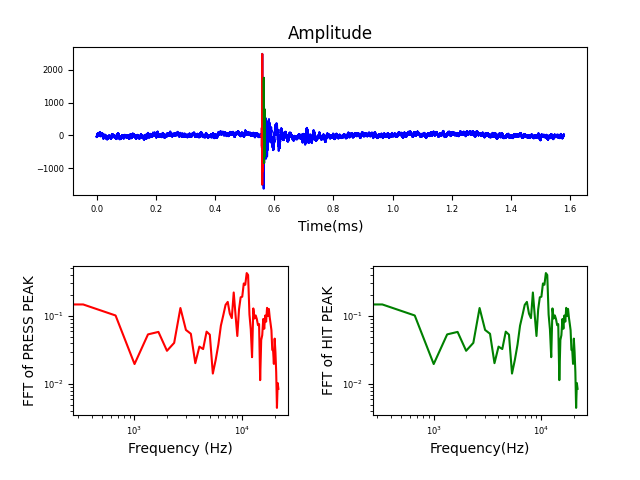 Amplitude
2000
1000
0
−1000
0.0 0.2 0.4 0.6 0.8 1.0 1.2 1.4 1.6
Time(ms)
FFT of PRESS PEAK
10⁻¹
10⁻²
10³ 10⁴
Frequency (Hz)
FFT of HIT PEAK
10⁻¹
10⁻²
10³ 10⁴
Frequency(Hz)